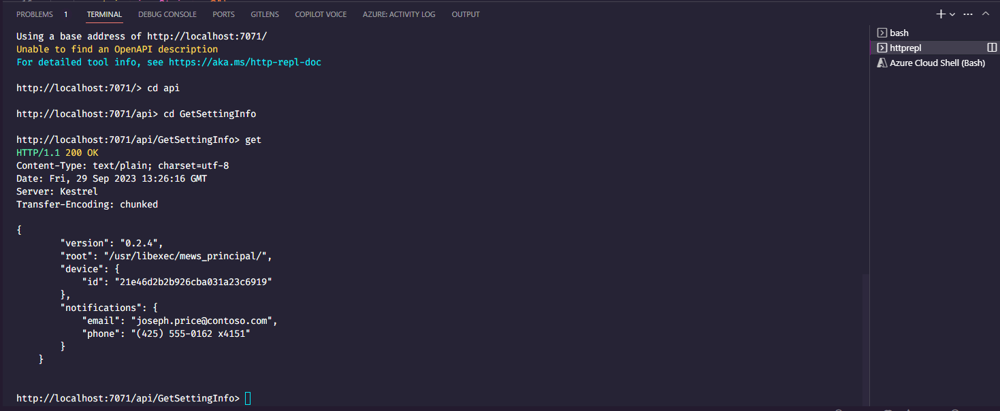 PROBLEMS 1 TERMINAL DEBUG CONSOLE PORTS GITLENS COPILOT VOICE AZURE: ACTIVITY LOG OUTPUT
Using a base address of http://localhost:7071/
Unable to find an OpenAPI description
For detailed tool info, see https://aka.ms/http-repl-doc
http://localhost:7071/> cd api
http://localhost:7071/api> cd GetSettingInfo
http://localhost:7071/api/GetSettingInfo> get
HTTP/1.1 200 OK
Content-Type: text/plain; charset=utf-8
Date: Fri, 29 Sep 2023 13:26:16 GMT
Server: Kestrel
Transfer-Encoding: chunked
{
"version": "0.2.4",
"root": "/usr/libexec/mews_principal/",
"device": {
"id": "21e46d2b2b926cba031a23c6919"
},
"notifications": {
"email": "joseph.price@contoso.com",
"phone": "(425) 555-0162 x4151"
}
}
http://localhost:7071/api/GetSettingInfo>
bash
httprepl
Azure Cloud Shell (Bash)